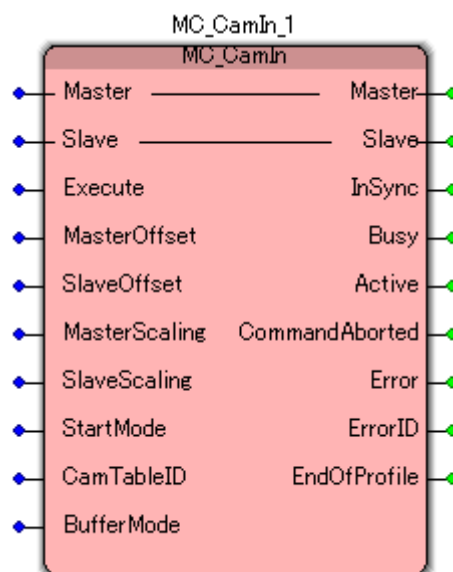 MC_CamIn_1
MC_CamIn
Master Master
Slave Slave
Execute InSync
MasterOffset Busy
SlaveOffset Active
MasterScaling CommandAborted
SlaveScaling Error
StartMode ErrorID
CamTableID EndOfProfile
BufferMode